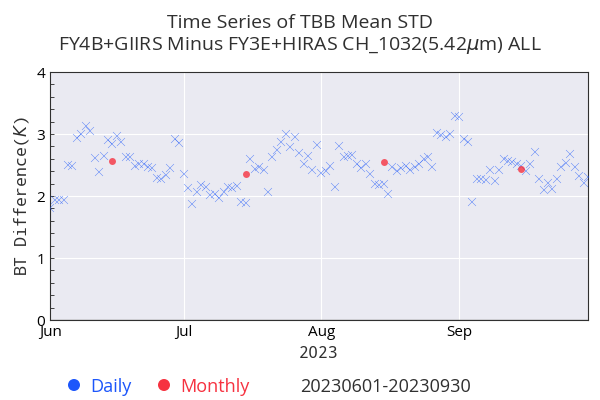 Time Series of TBB Mean STD
FY4B+GIIRS Minus FY3E+HIRAS CH_1032(5.42μm) ALL
4
3
2
1
0
BT Difference(K)
Jun Jul Aug Sep
2023
Daily Monthly 20230601-20230930